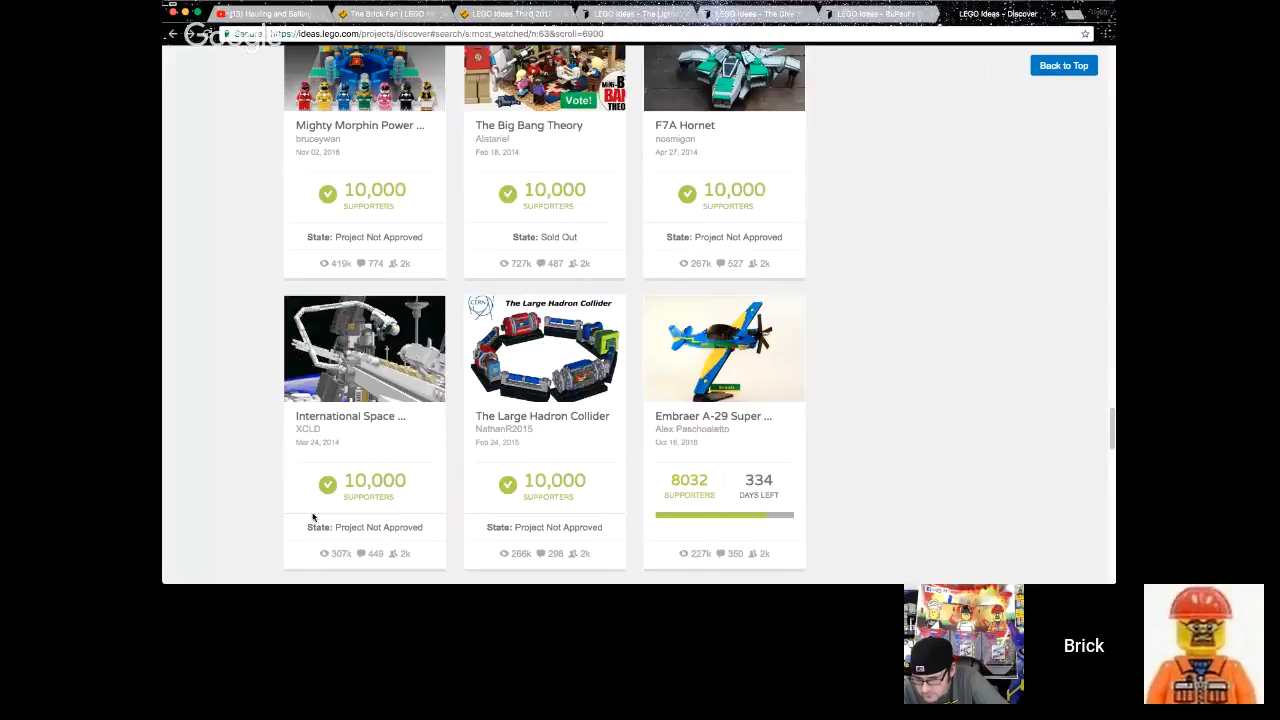 (13) Hauling and Balling
The Brick Fan | LEGO
LEGO Ideas Third 2017
LEGO Ideas - The Lightn
LEGO Ideas - The Dive
LEGO Ideas - RuPaul's
LEGO Ideas - Discover
Google
Secure
https://ideas.lego.com/projects/discover#search/s:most_watched/n:63&scroll=6900
Back to Top
Vote!
Mighty Morphin Power ...
bruceywan
Nov 02, 2016
10,000
SUPPORTERS
State: Project Not Approved
419k 774 2k
The Big Bang Theory
Alatariel
Feb 18, 2014
10,000
SUPPORTERS
State: Sold Out
727k 487 2k
F7A Hornet
nosmigon
Apr 27, 2014
10,000
SUPPORTERS
State: Project Not Approved
267k 527 2k
International Space ...
XCLD
Mar 24, 2014
10,000
SUPPORTERS
State: Project Not Approved
307k 449 2k
CERN
The Large Hadron Collider
The Large Hadron Collider
NathanR2015
Feb 24, 2015
10,000
SUPPORTERS
State: Project Not Approved
266k 298 2k
Embraer A-29 Super ...
Alex Paschoaletto
Oct 16, 2016
8032
SUPPORTERS
334
DAYS LEFT
227k 350 2k
Brick